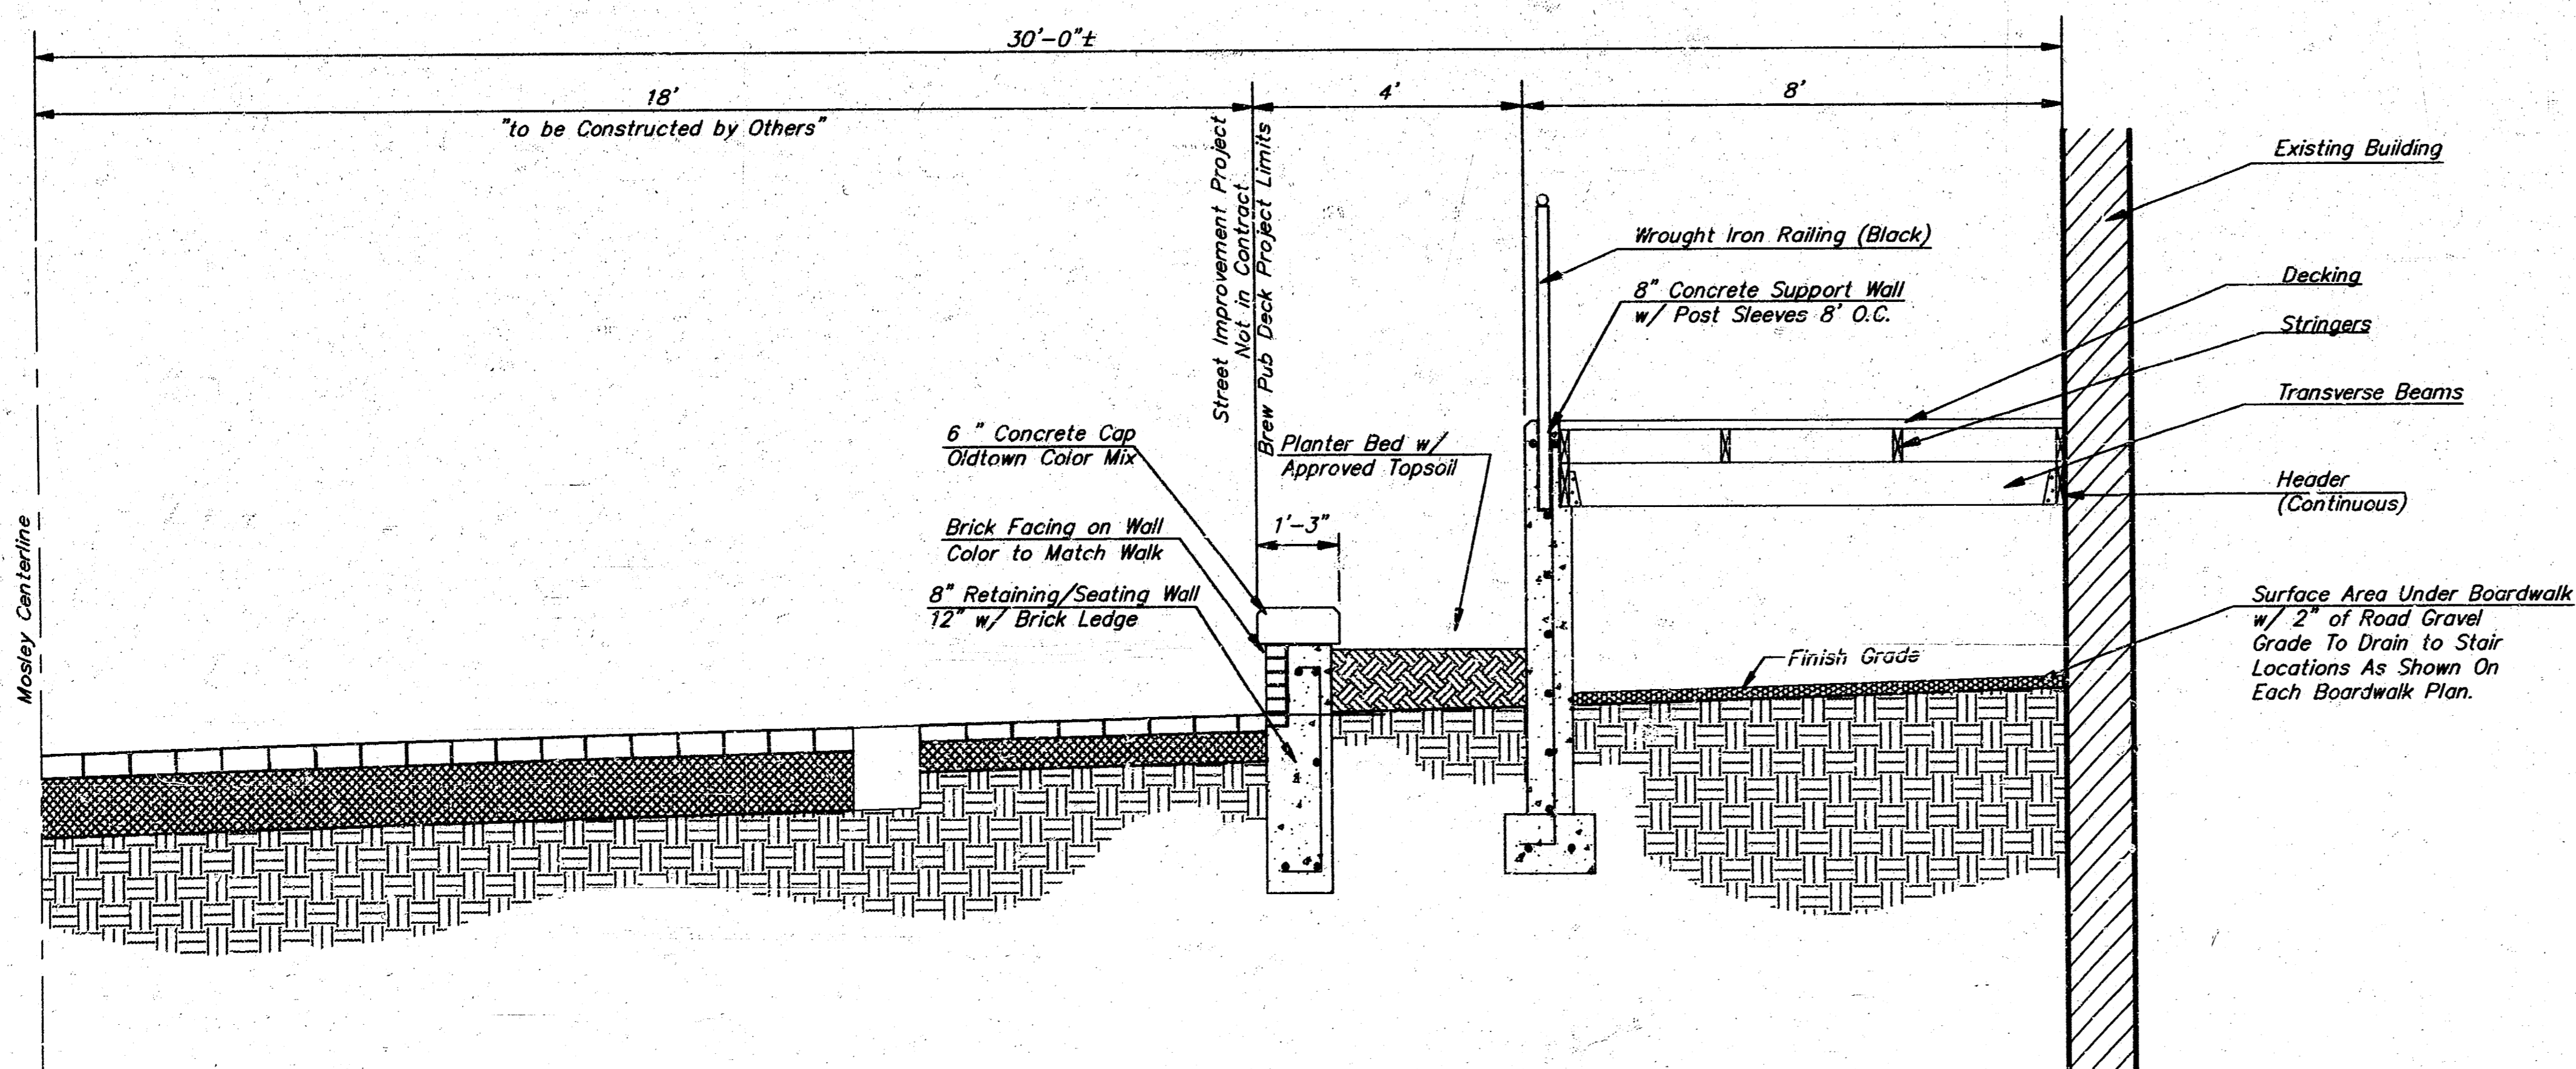 30'-0"±
18'
4'
8'
"to be Constructed by Others"
Street Improvement Project
Not in Contract
Brew Pub Deck Project Limits
Existing Building
Wrought Iron Railing (Black)
Decking
8" Concrete Support Wall
w/ Post Sleeves 8' O.C.
Stringers
Transverse Beams
6 " Concrete Cap
Oldtown Color Mix
Planter Bed w/
Approved Topsoil
Header
(Continuous)
Brick Facing on Wall
Color to Match Walk
1'-3"
8" Retaining/Seating Wall
12" w/ Brick Ledge
Mosley Centerline
Finish Grade
Surface Area Under Boardwalk
w/ 2" of Road Gravel
Grade To Drain to Stair
Locations As Shown On
Each Boardwalk Plan.